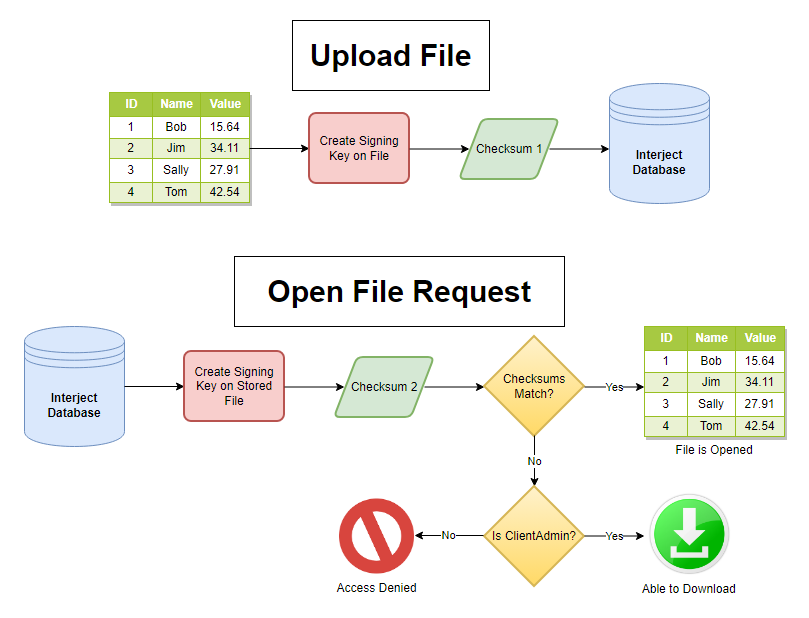 Upload File
ID Name Value
1 Bob 15.64
2 Jim 34.11
3 Sally 27.91
4 Tom 42.54
Create Signing
Key on File
Checksum 1
Interject
Database
Open File Request
Interject
Database
Create Signing
Key on Stored
File
Checksum 2
Checksums
Match?
Yes
ID Name Value
1 Bob 15.64
2 Jim 34.11
3 Sally 27.91
4 Tom 42.54
File is Opened
No
Is ClientAdmin?
No
Access Denied
Yes
Able to Download